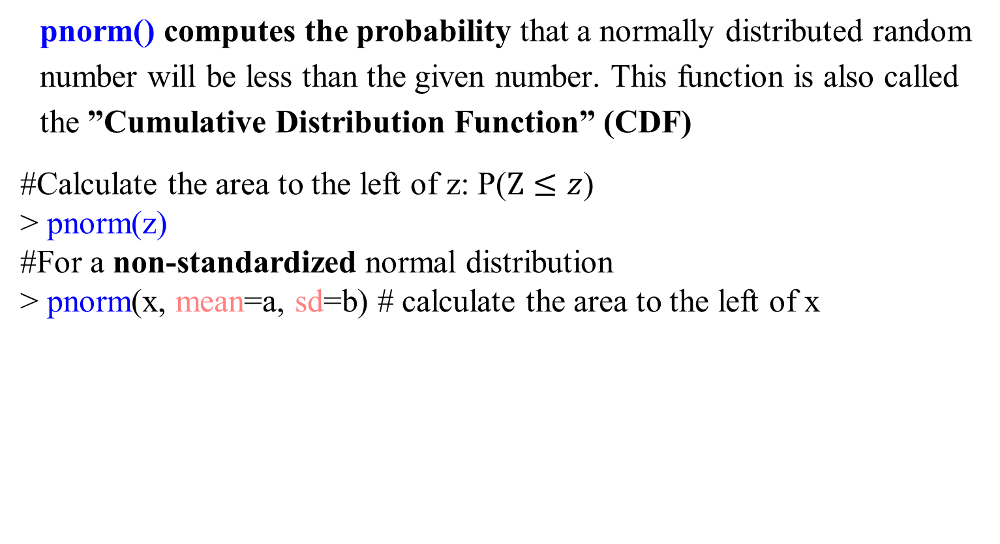 pnorm() computes the probability that a normally distributed random
number will be less than the given number. This function is also called
the ”Cumulative Distribution Function” (CDF)
#Calculate the area to the left of z: P(Z ≤ z)
> pnorm(z)
#For a non-standardized normal distribution
> pnorm(x, mean=a, sd=b) # calculate the area to the left of x